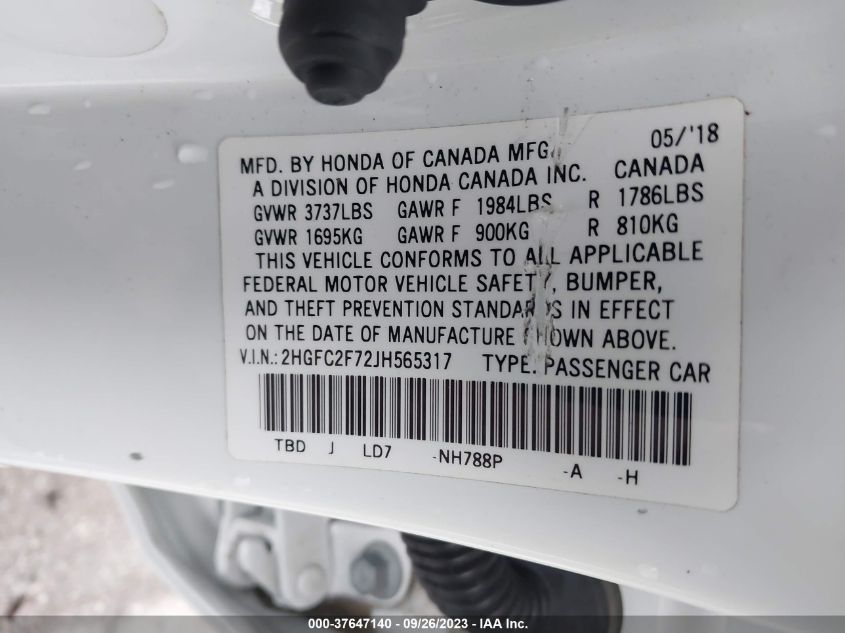 MFD. BY HONDA OF CANADA MFG. 05/'18
A DIVISION OF HONDA CANADA INC. CANADA
GVWR 3737LBS GAWR F 1984LBS R 1786LBS
GVWR 1695KG GAWR F 900KG R 810KG
THIS VEHICLE CONFORMS TO ALL APPLICABLE
FEDERAL MOTOR VEHICLE SAFETY, BUMPER,
AND THEFT PREVENTION STANDARDS IN EFFECT
ON THE DATE OF MANUFACTURE SHOWN ABOVE.
V.I.N.: 2HGFC2F72JH565317 TYPE: PASSENGER CAR
TBD J LD7 -NH788P -A -H
000-37647140 - 09/26/2023 - IAA Inc.